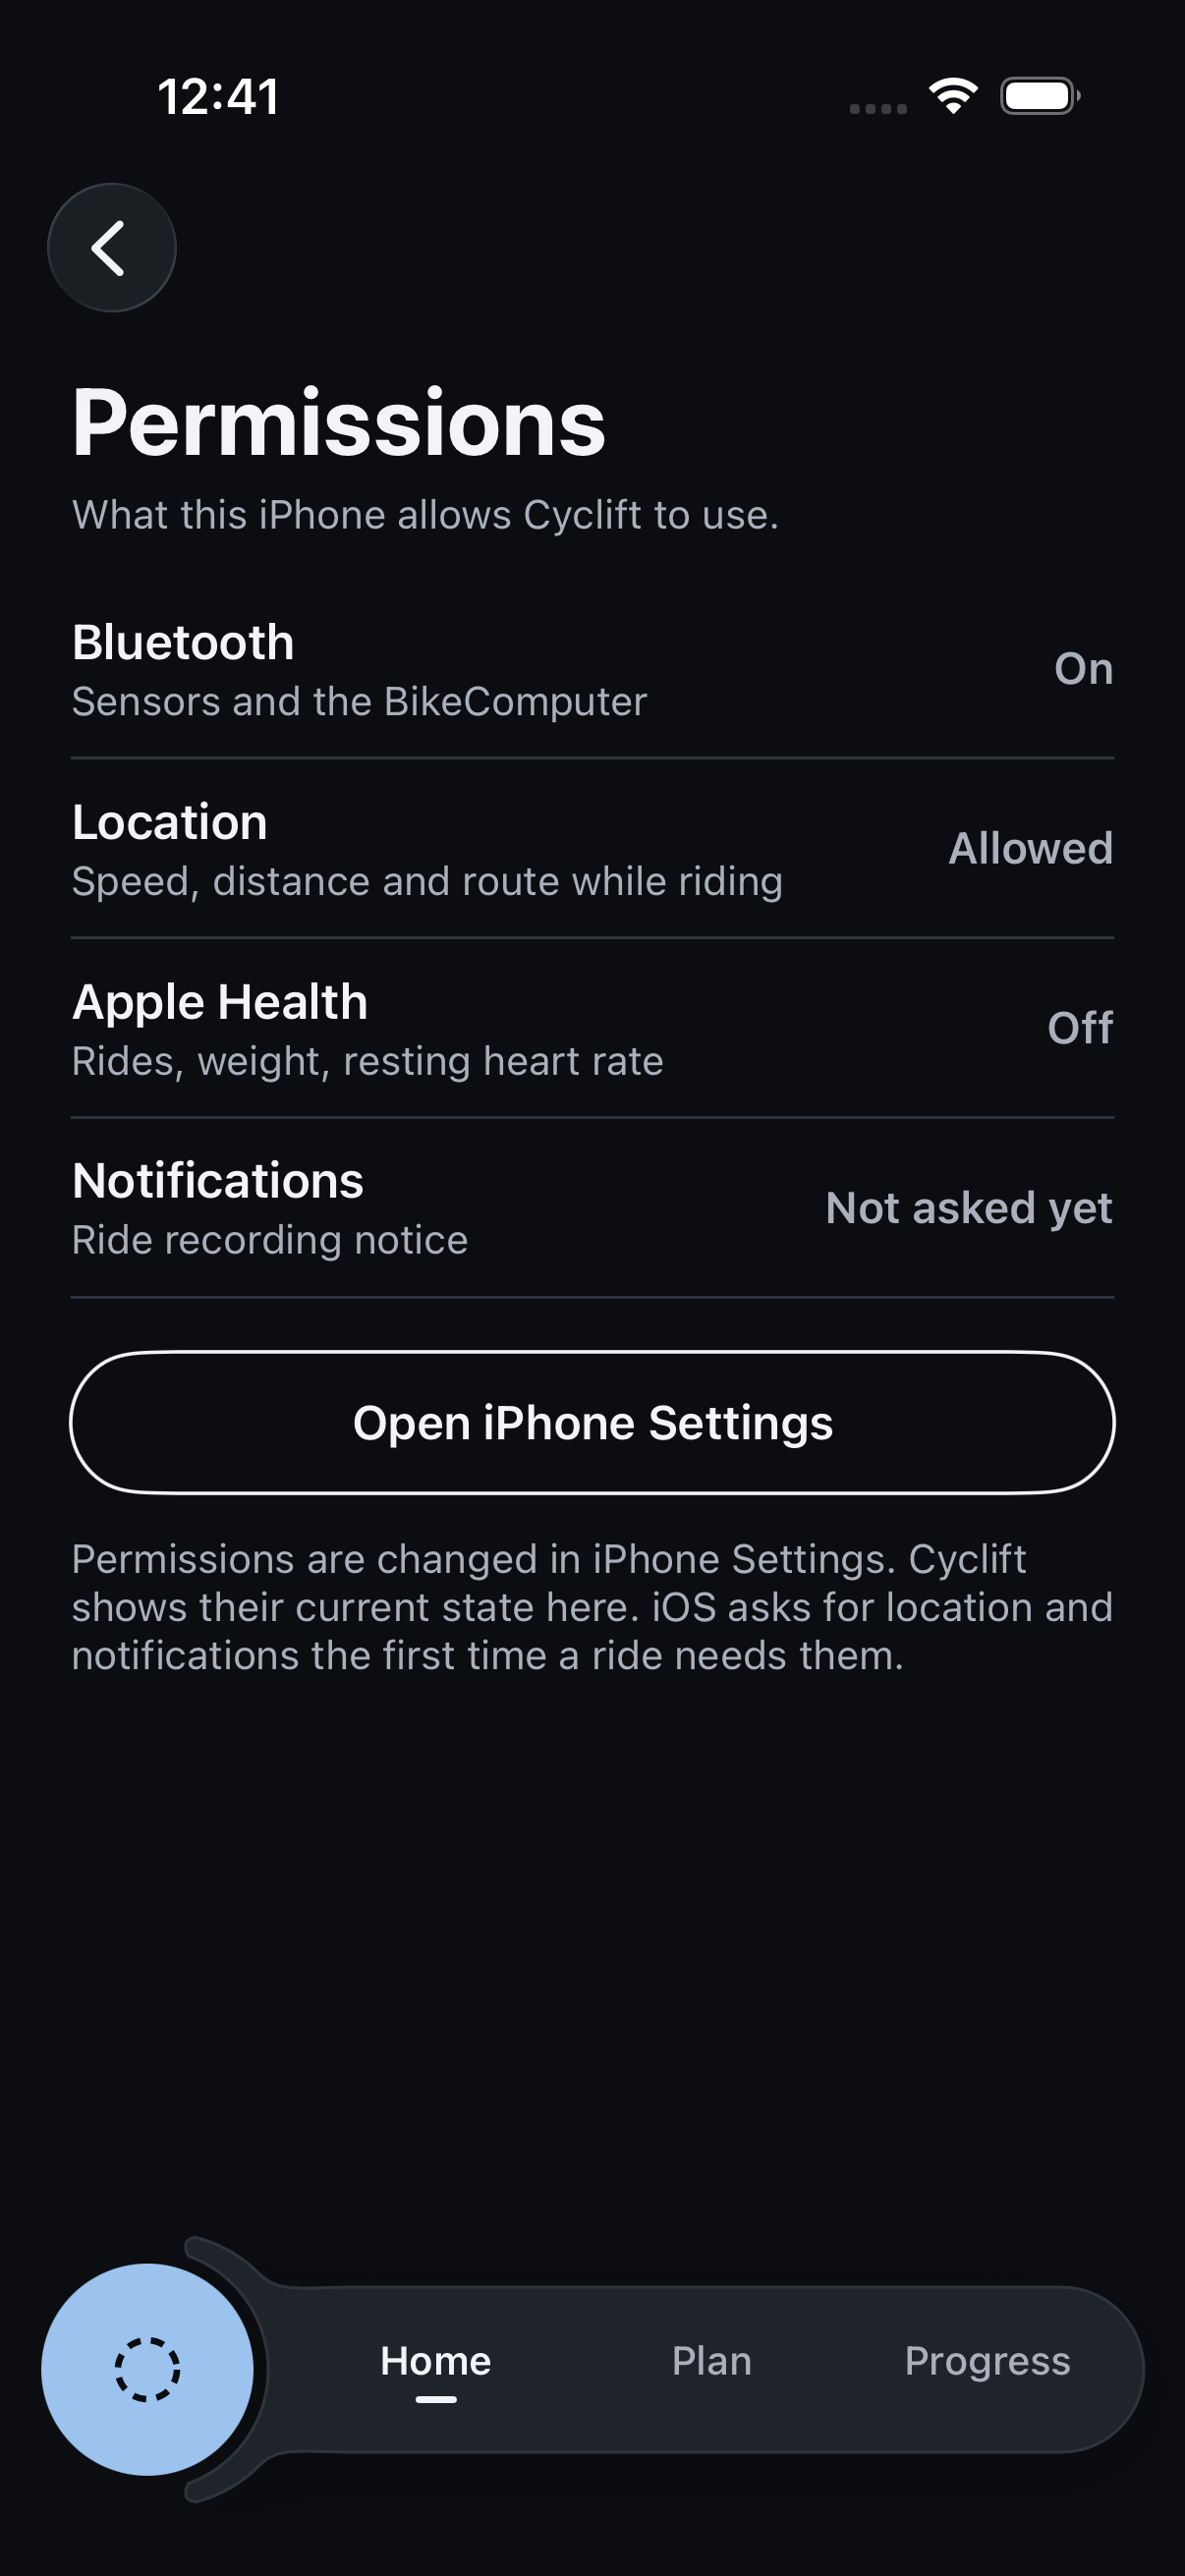 12:41
Permissions
What this iPhone allows Cyclift to use.
Bluetooth
Sensors and the BikeComputer
On
Location
Speed, distance and route while riding
Allowed
Apple Health
Rides, weight, resting heart rate
Off
Notifications
Ride recording notice
Not asked yet
Open iPhone Settings
Permissions are changed in iPhone Settings. Cyclift
shows their current state here. iOS asks for location and
notifications the first time a ride needs them.
Home
Plan
Progress